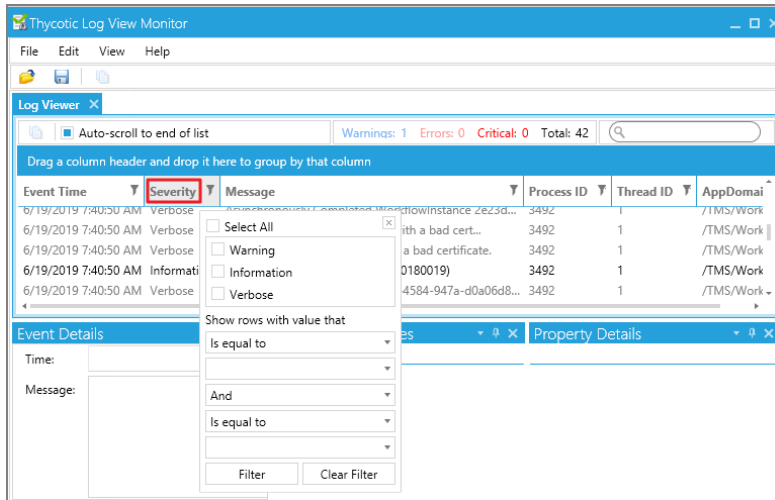 Thycotic Log View Monitor
File Edit View Help
Log Viewer
Auto-scroll to end of list Warnings: 1 Errors: 0 Critical: 0 Total: 42
Drag a column header and drop it here to group by that column
Event Time Severity Message Process ID Thread ID AppDomai
6/19/2019 7:40:50 AM Verbose Asynchronously Completed WorkflowInstance 2e23d... 3492 1 /TMS/Work
6/19/2019 7:40:50 AM Verbose ith a bad cert... 3492 1 /TMS/Work
6/19/2019 7:40:50 AM Verbose a bad certificate. 3492 1 /TMS/Work
6/19/2019 7:40:50 AM Informati 0180019) 3492 1 /TMS/Work
6/19/2019 7:40:50 AM Verbose 4584-947a-d0a06d8... 3492 1 /TMS/Work
Select All
Warning
Information
Verbose
Show rows with value that
Is equal to
And
Is equal to
Filter Clear Filter
Event Details
Time:
Message:
es
Property Details